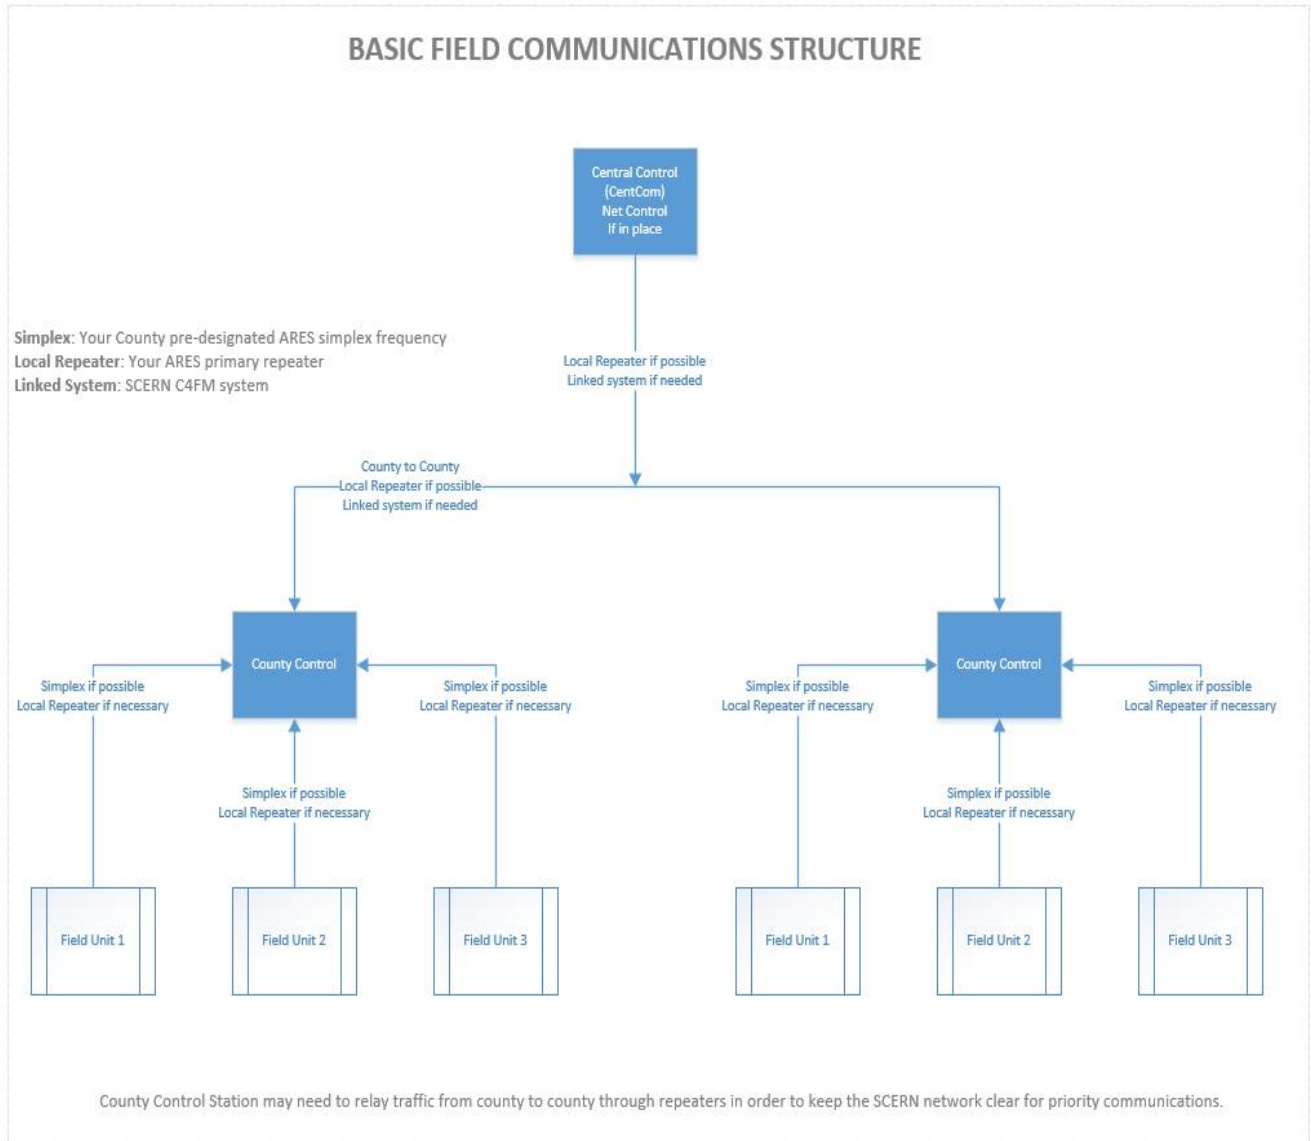 BASIC FIELD COMMUNICATIONS STRUCTURE
Central Control
(CentCom)
Net Control
If in place
Simplex: Your County pre-designated ARES simplex frequency
Local Repeater: Your ARES primary repeater
Linked System: SCERN C4FM system
Local Repeater if possible
Linked system if needed
County to County
Local Repeater if possible
Linked system if needed
County Control
Simplex if possible
Local Repeater if necessary
Simplex if possible
Local Repeater if necessary
Simplex if possible
Local Repeater if necessary
Field Unit 1
Field Unit 2
Field Unit 3
County Control
Simplex if possible
Local Repeater if necessary
Simplex if possible
Local Repeater if necessary
Simplex if possible
Local Repeater if necessary
Field Unit 1
Field Unit 2
Field Unit 3
County Control Station may need to relay traffic from county to county through repeaters in order to keep the SCERN network clear for priority communications.